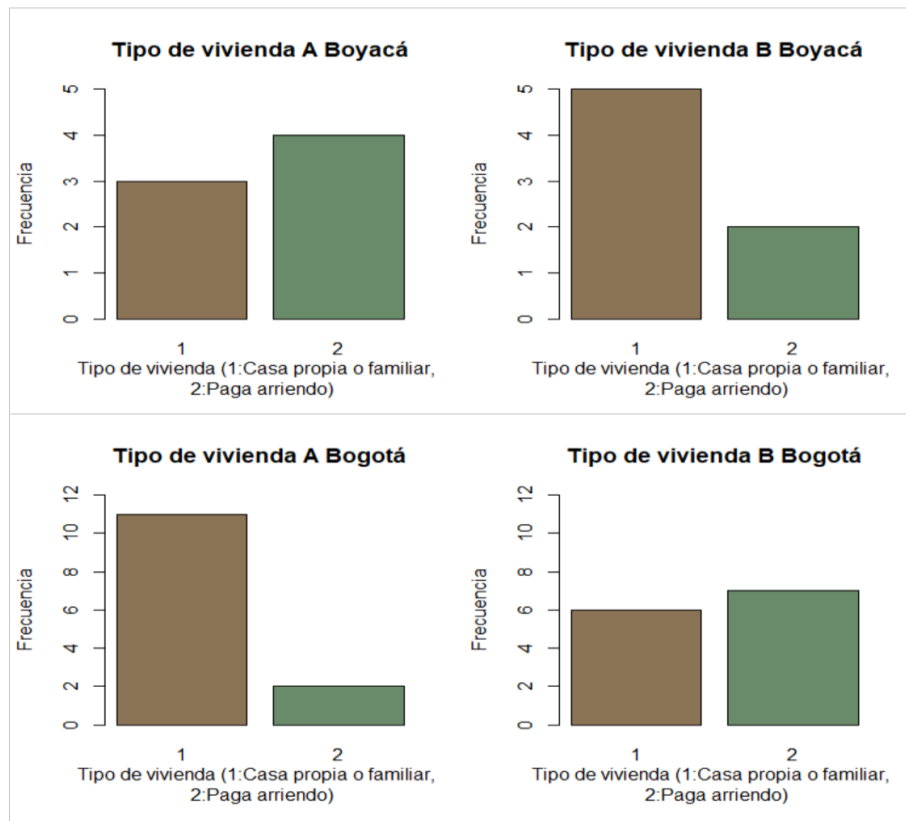 Tipo de vivienda A Boyacá
Frecuencia
5
4
3
2
1
0
1 2
Tipo de vivienda (1:Casa propia o familiar,
2:Paga arriendo)
Tipo de vivienda B Boyacá
Frecuencia
5
4
3
2
1
0
1 2
Tipo de vivienda (1:Casa propia o familiar,
2:Paga arriendo)
Tipo de vivienda A Bogotá
Frecuencia
12
10
8
6
4
2
0
1 2
Tipo de vivienda (1:Casa propia o familiar,
2:Paga arriendo)
Tipo de vivienda B Bogotá
Frecuencia
12
10
8
6
4
2
0
1 2
Tipo de vivienda (1:Casa propia o familiar,
2:Paga arriendo)